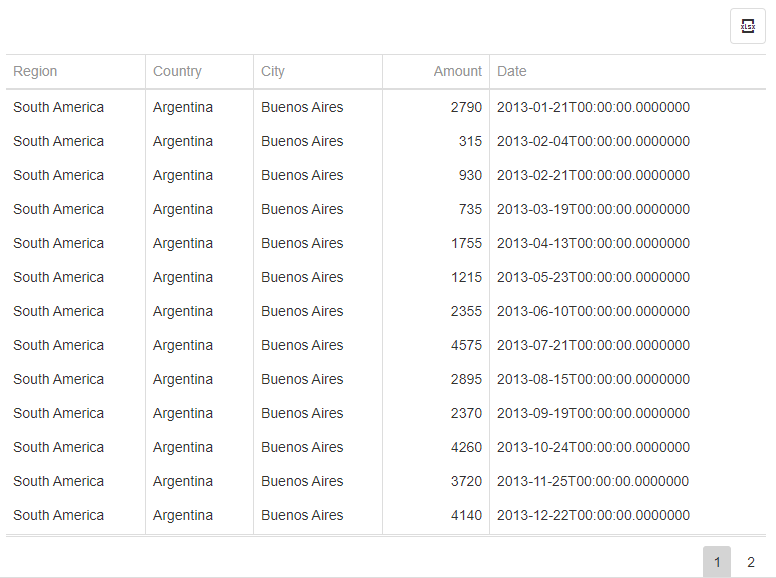 XLSX
Region Country City Amount Date
South America Argentina Buenos Aires 2790 2013-01-21T00:00:00.0000000
South America Argentina Buenos Aires 315 2013-02-04T00:00:00.0000000
South America Argentina Buenos Aires 930 2013-02-21T00:00:00.0000000
South America Argentina Buenos Aires 735 2013-03-19T00:00:00.0000000
South America Argentina Buenos Aires 1755 2013-04-13T00:00:00.0000000
South America Argentina Buenos Aires 1215 2013-05-23T00:00:00.0000000
South America Argentina Buenos Aires 2355 2013-06-10T00:00:00.0000000
South America Argentina Buenos Aires 4575 2013-07-21T00:00:00.0000000
South America Argentina Buenos Aires 2895 2013-08-15T00:00:00.0000000
South America Argentina Buenos Aires 2370 2013-09-19T00:00:00.0000000
South America Argentina Buenos Aires 4260 2013-10-24T00:00:00.0000000
South America Argentina Buenos Aires 3720 2013-11-25T00:00:00.0000000
South America Argentina Buenos Aires 4140 2013-12-22T00:00:00.0000000
1 2